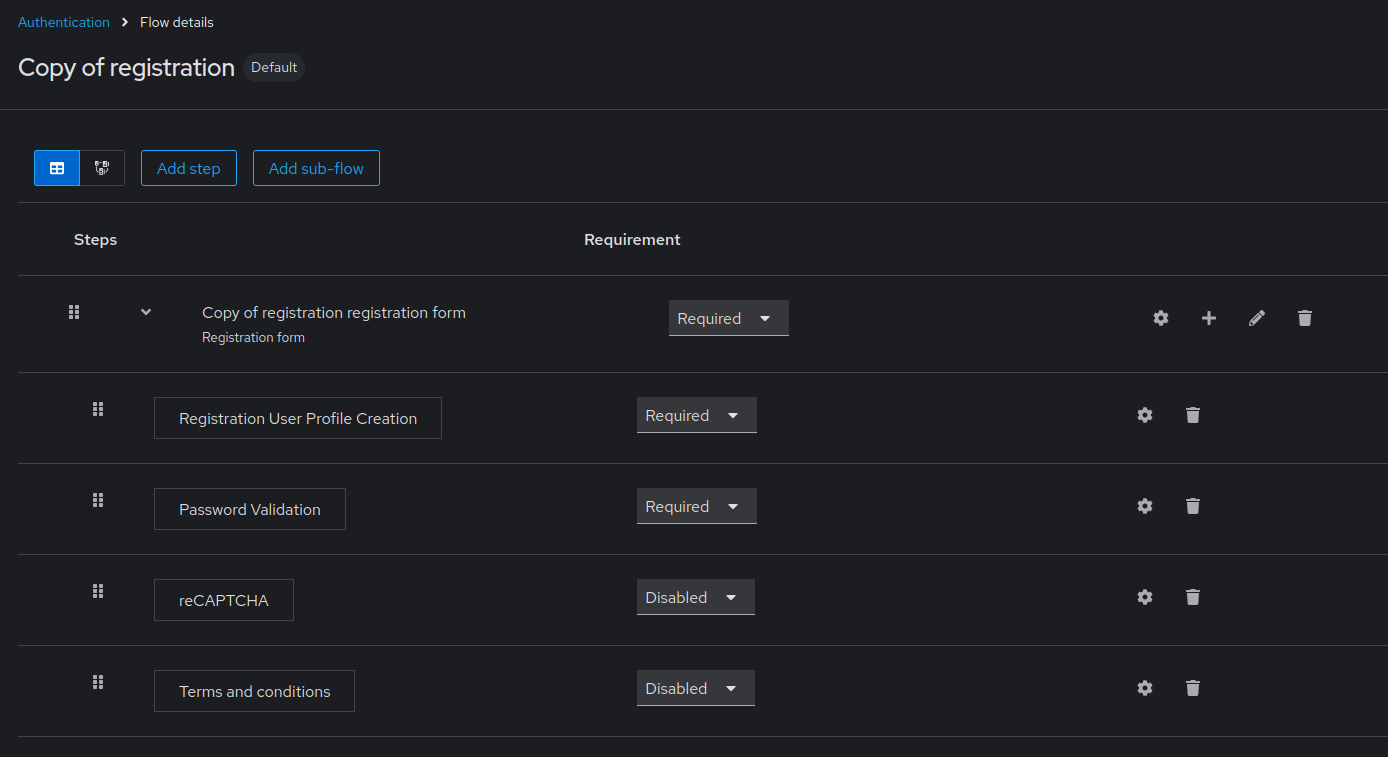 Authentication > Flow details
Copy of registration Default
Add step Add sub-flow
Steps Requirement
Copy of registration registration form Required
Registration form
Registration User Profile Creation Required
Password Validation Required
reCAPTCHA Disabled
Terms and conditions Disabled